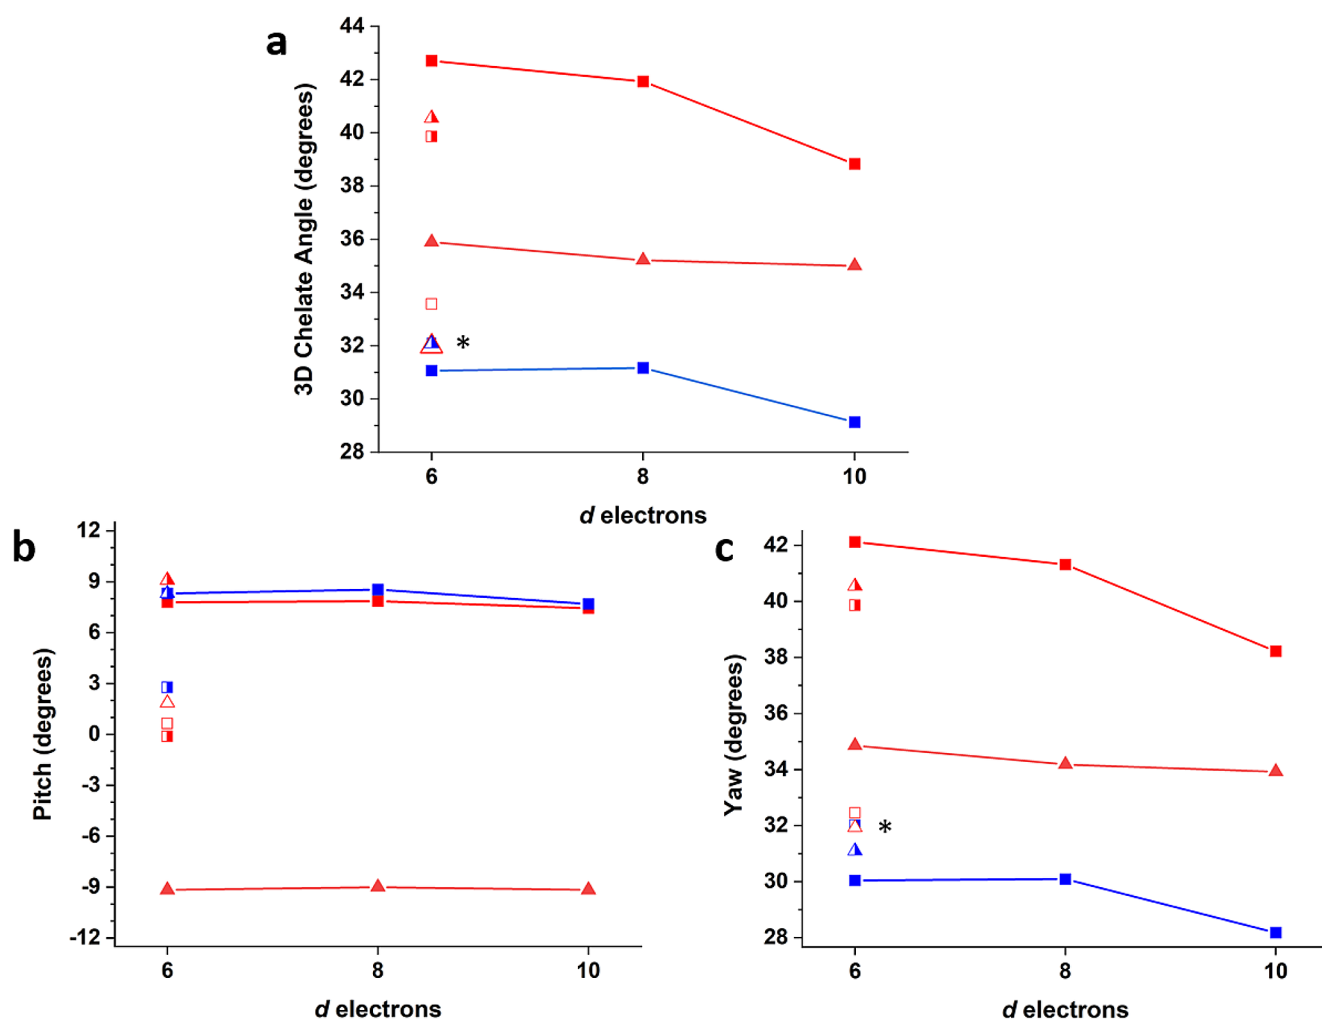 a
3D Chelate Angle (degrees)
44
42
40
38
36
34
32
30
28
*
6 8 10
d electrons
b
Pitch (degrees)
12
9
6
3
0
-3
-6
-9
-12
6 8 10
d electrons
c
Yaw (degrees)
42
40
38
36
34
32
30
28
*
6 8 10
d electrons